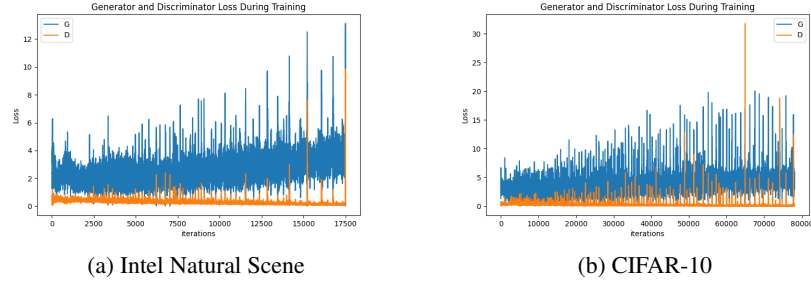 Generator and Discriminator Loss During Training
G
D
12
10
8
6
4
2
0
Loss
0
2500
5000
7500
10000
12500
15000
17500
iterations
(a) Intel Natural Scene
Generator and Discriminator Loss During Training
G
D
30
25
20
15
10
5
0
Loss
0
10000
20000
30000
40000
50000
60000
70000
80000
iterations
(b) CIFAR-10